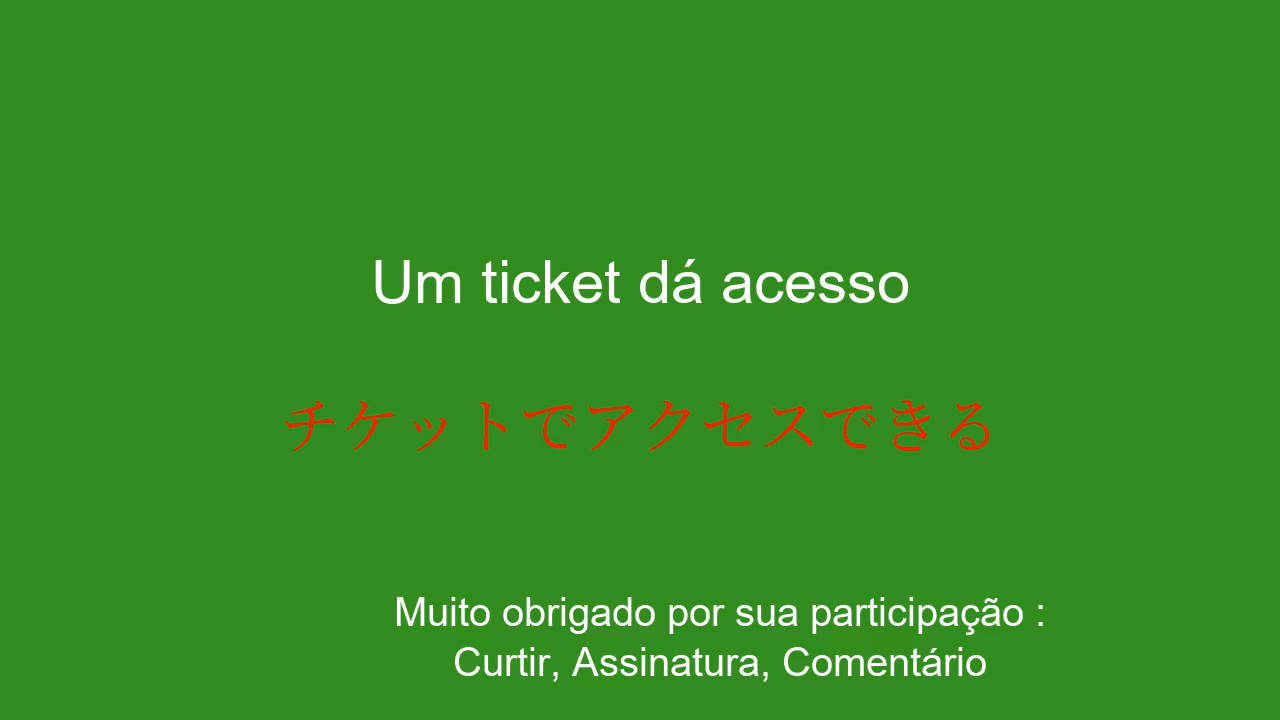 Um ticket dá acesso
チケットでアクセスできる
Muito obrigado por sua participação :
Curtir, Assinatura, Comentário